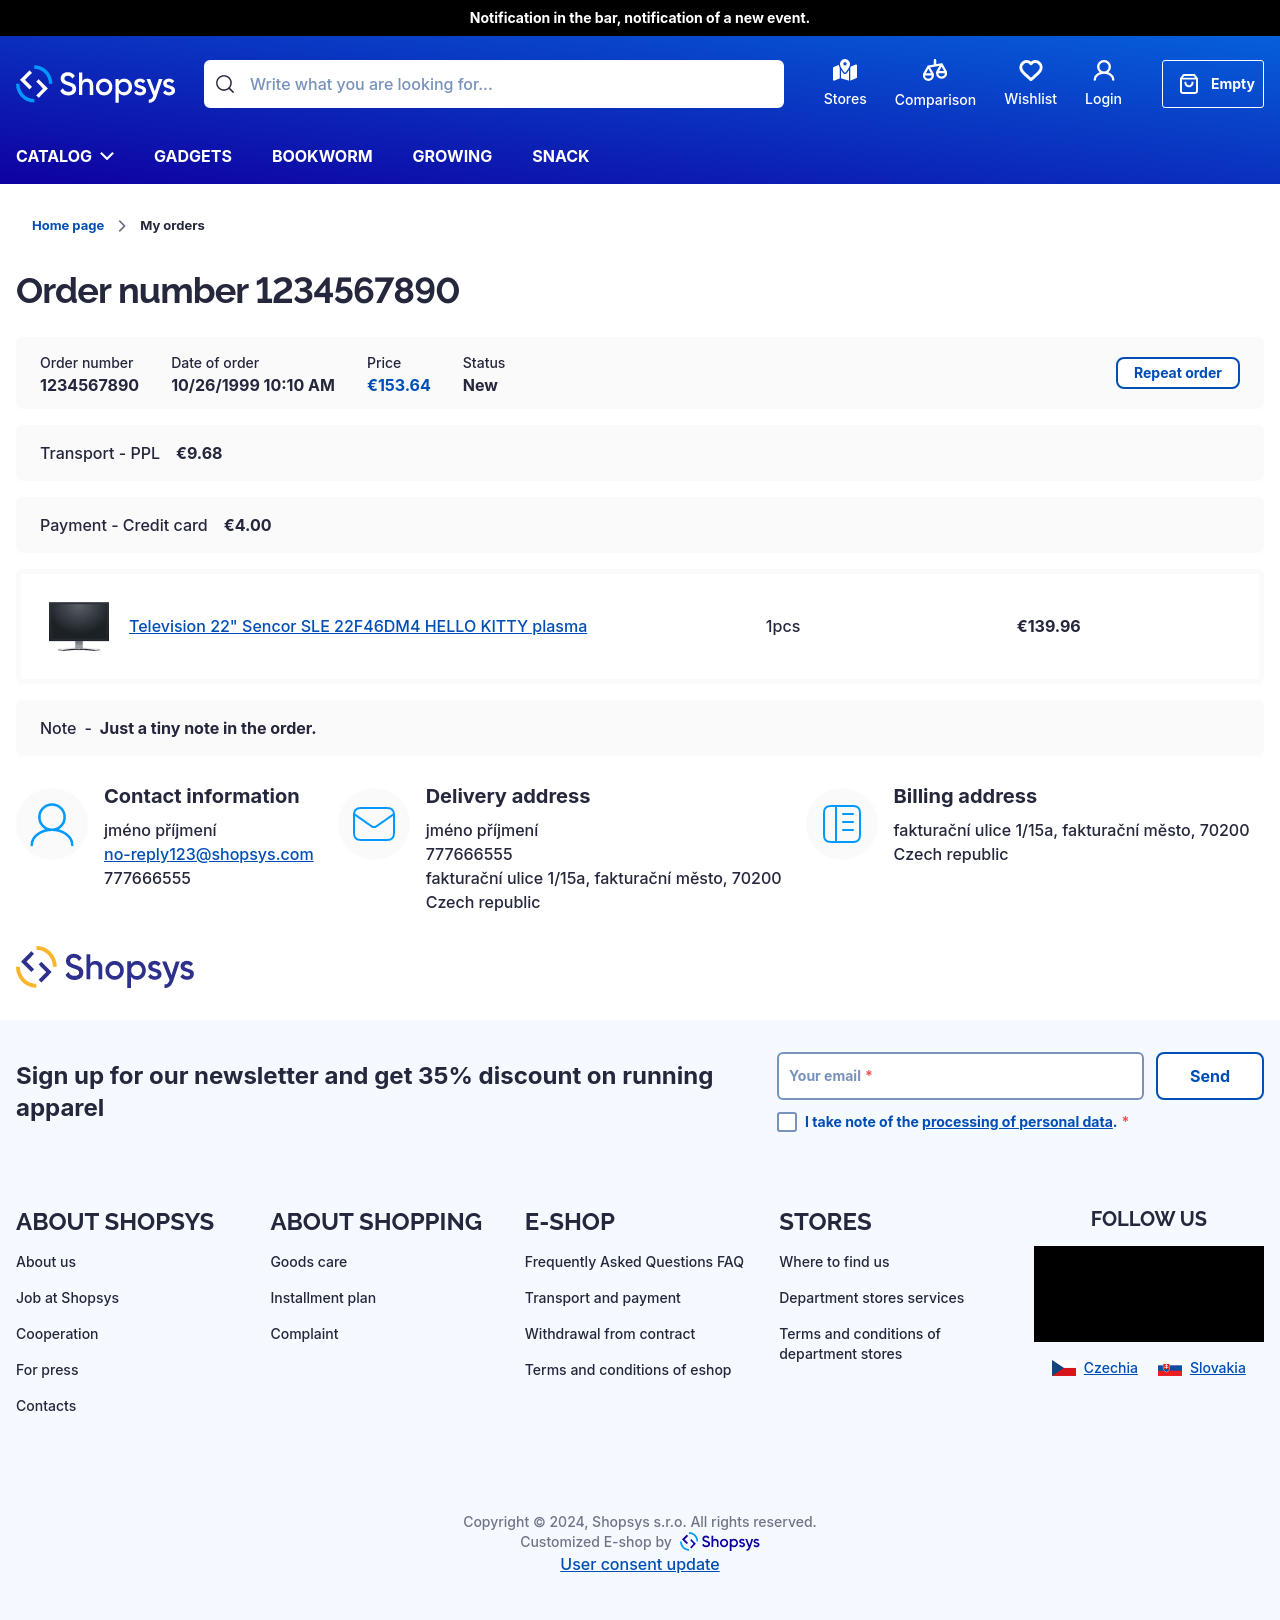 Notification in the bar, notification of a new event.
Shopsys
Write what you are looking for...
Stores
Comparison
Wishlist
Login
Empty
CATALOG
GADGETS
BOOKWORM
GROWING
SNACK
Home page
My orders
Order number 1234567890
Order number
1234567890
Date of order
10/26/1999 10:10 AM
Price
€153.64
Status
New
Repeat order
Transport - PPL €9.68
Payment - Credit card €4.00
Television 22" Sencor SLE 22F46DM4 HELLO KITTY plasma
1pcs
€139.96
Note - Just a tiny note in the order.
Contact information
jméno příjmení
no-reply123@shopsys.com
777666555
Delivery address
jméno příjmení
777666555
fakturační ulice 1/15a, fakturační město, 70200
Czech republic
Billing address
fakturační ulice 1/15a, fakturační město, 70200
Czech republic
Shopsys
Sign up for our newsletter and get 35% discount on running
apparel
Your email *
Send
I take note of the processing of personal data. *
ABOUT SHOPSYS
About us
Job at Shopsys
Cooperation
For press
Contacts
ABOUT SHOPPING
Goods care
Installment plan
Complaint
E-SHOP
Frequently Asked Questions FAQ
Transport and payment
Withdrawal from contract
Terms and conditions of eshop
STORES
Where to find us
Department stores services
Terms and conditions of
department stores
FOLLOW US
Czechia
Slovakia
Copyright © 2024, Shopsys s.r.o. All rights reserved.
Customized E-shop by Shopsys
User consent update